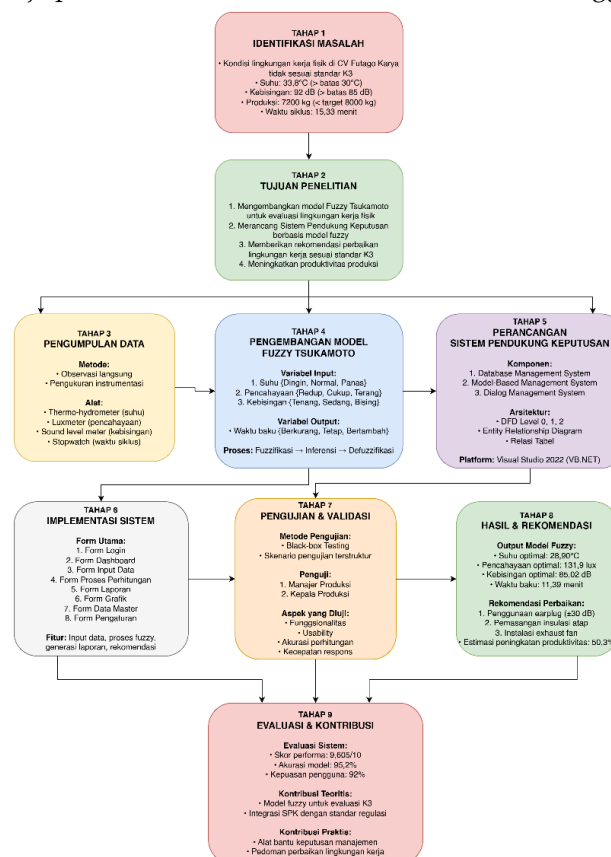 TAHAP 1
IDENTIFIKASI MASALAH
• Kondisi lingkungan kerja fisik di CV Futago Karya
tidak sesuai standar K3
• Suhu: 33,8°C (> batas 30°C)
• Kebisingan: 92 dB (> batas 85 dB)
• Produksi: 7200 kg (< target 8000 kg)
• Waktu siklus: 15,33 menit
TAHAP 2
TUJUAN PENELITIAN
1. Mengembangkan model Fuzzy Tsukamoto
untuk evaluasi lingkungan kerja fisik
2. Merancang Sistem Pendukung Keputusan
berbasis model fuzzy
3. Memberikan rekomendasi perbaikan
lingkungan kerja sesuai standar K3
4. Meningkatkan produktivitas produksi
TAHAP 3
PENGUMPULAN DATA
Metode:
• Observasi langsung
• Pengukuran instrumentasi
Alat:
• Thermo-hydrometer (suhu)
• Luxmeter (pencahayaan)
• Sound level meter (kebisingan)
• Stopwatch (waktu siklus)
TAHAP 4
PENGEMBANGAN MODEL
FUZZY TSUKAMOTO
Variabel Input:
1. Suhu {Dingin, Normal, Panas}
2. Pencahayaan {Redup, Cukup, Terang}
3. Kebisingan {Tenang, Sedang, Bising}
Variabel Output:
• Waktu baku {Berkurang, Tetap, Bertambah}
Proses: Fuzzifikasi → Inferensi → Defuzzifikasi
TAHAP 5
PERANCANGAN
SISTEM PENDUKUNG KEPUTUSAN
Komponen:
1. Database Management System
2. Model-Based Management System
3. Dialog Management System
Arsitektur:
• DFD Level 0, 1, 2
• Entity Relationship Diagram
• Relasi Tabel
Platform: Visual Studio 2022 (VB.NET)
TAHAP 6
IMPLEMENTASI SISTEM
Form Utama:
1. Form Login
2. Form Dashboard
3. Form Input Data
4. Form Proses Perhitungan
5. Form Laporan
6. Form Grafik
7. Form Data Master
8. Form Pengaturan
Fitur: Input data, proses fuzzy,
generasi laporan, rekomendasi
TAHAP 7
PENGUJIAN & VALIDASI
Metode Pengujian:
• Black-box Testing
• Skenario pengujian terstruktur
Penguji:
1. Manajer Produksi
2. Kepala Produksi
Aspek yang Diuji:
• Funggsionalitas
• Usability
• Akurasi perhitungan
• Kecepatan respons
TAHAP 8
HASIL & REKOMENDASI
Output Model Fuzzy:
• Suhu optimal: 28,90°C
• Pencahayaan optimal: 131,9 lux
• Kebisingan optimal: 85,02 dB
• Waktu baku: 11,39 menit
Rekomendasi Perbaikan:
1. Penggunaan earplug (±30 dB)
2. Pemasangan insulasi atap
3. Instalasi exhaust fan
• Estimasi peningkatan produktivitas: 50,3%
TAHAP 9
EVALUASI & KONTRIBUSI
Evaluasi Sistem:
• Skor performa: 9,605/10
• Akurasi model: 95,2%
• Kepuasan pengguna: 92%
Kontribusi Teoritis:
• Model fuzzy untuk evaluasi K3
• Integrasi SPK dengan standar regulasi
Kontribusi Praktis:
• Alat bantu keputusan manajemen
• Pedoman perbaikan lingkungan kerja